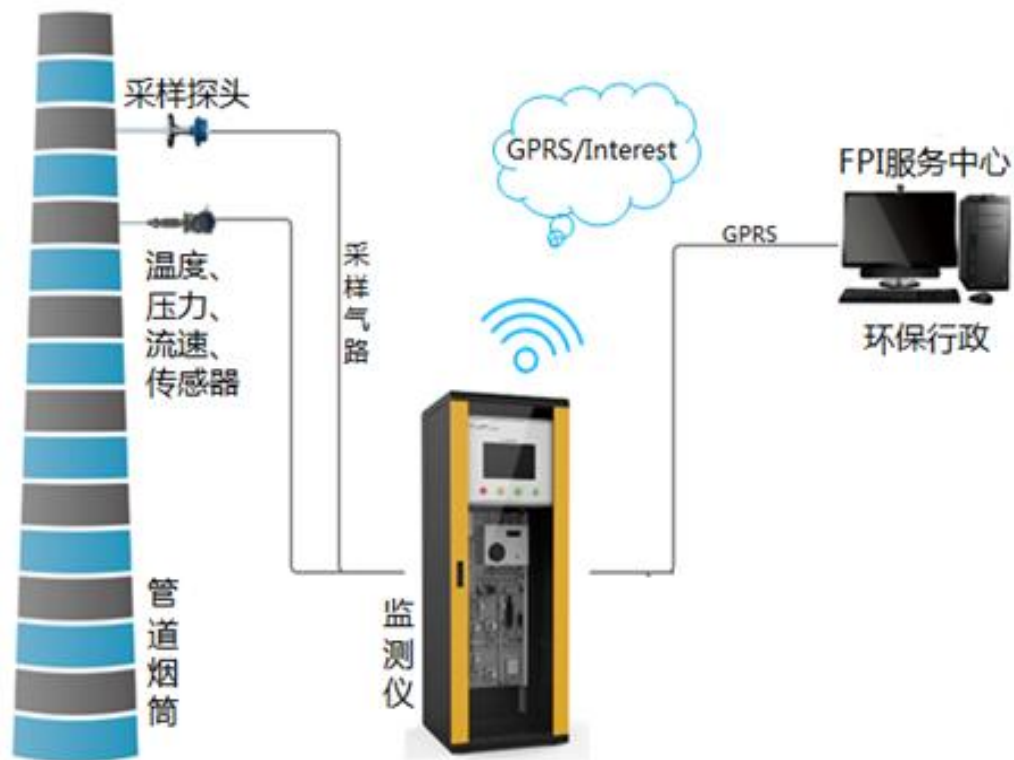 采样探头
GPRS/Interest
FPI服务中心
GPRS
温度、
压力、
流速、
传感器
采样气路
环保行政
监测仪
管道烟筒